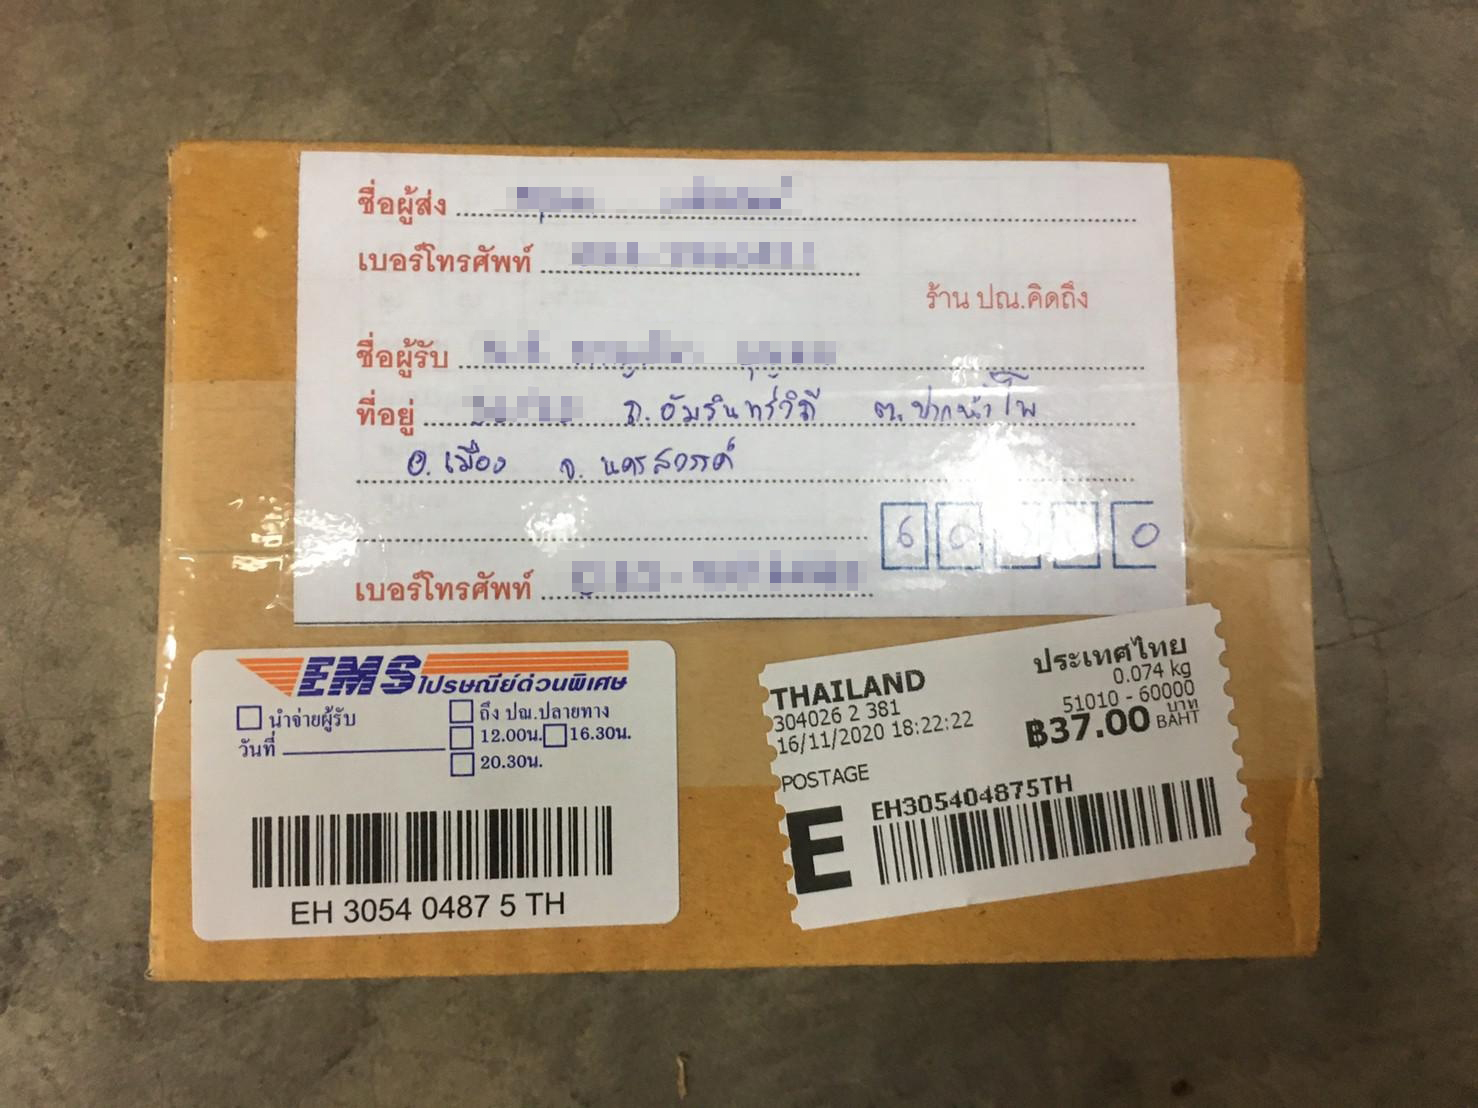 ชื่อผู้ส่ง
เบอร์โทรศัพท์
ร้าน ปณ.คิดถึง
ชื่อผู้รับ
ที่อยู่ ถ.อัมรินทร์วิถี ต.ปากน้ำโพ
อ.เมือง จ.นครสวรรค์
60000
เบอร์โทรศัพท์
EMS ไปรษณีย์ด่วนพิเศษ
นำจ่ายผู้รับ
วันที่
ถึง ปณ.ปลายทาง
12.00น. 16.30น.
20.30น.
EH 3054 0487 5 TH
THAILAND
304026 2 381
16/11/2020 18:22:22
ประเทศไทย
0.074 kg
51010 - 60000
฿37.00 บาท BAHT
POSTAGE
E
EH305404875TH